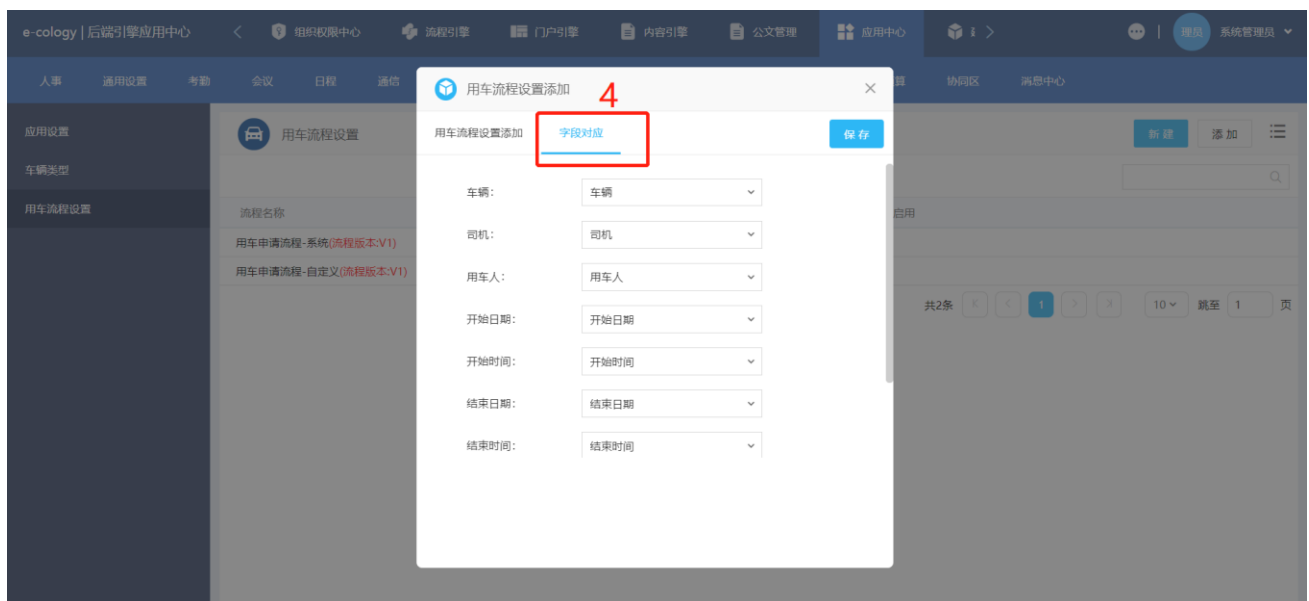 e-cology | 后端引擎应用中心 组织权限中心 流程引擎 门户引擎 内容引擎 公文管理 应用中心 理员 系统管理员
人事 通用设置 考勤 会议 日程 通信 算 协同区 消息中心
用车流程设置添加
4
应用设置
车辆类型
用车流程设置
用车流程设置
新建 添加
用车流程设置添加 字段对应 保存
流程名称 启用
用车申请流程-系统(流程版本:V1)
用车申请流程-自定义(流程版本:V1)
共2条 1 10 跳至 1 页
车辆: 车辆
司机: 司机
用车人: 用车人
开始日期: 开始日期
开始时间: 开始时间
结束日期: 结束日期
结束时间: 结束时间